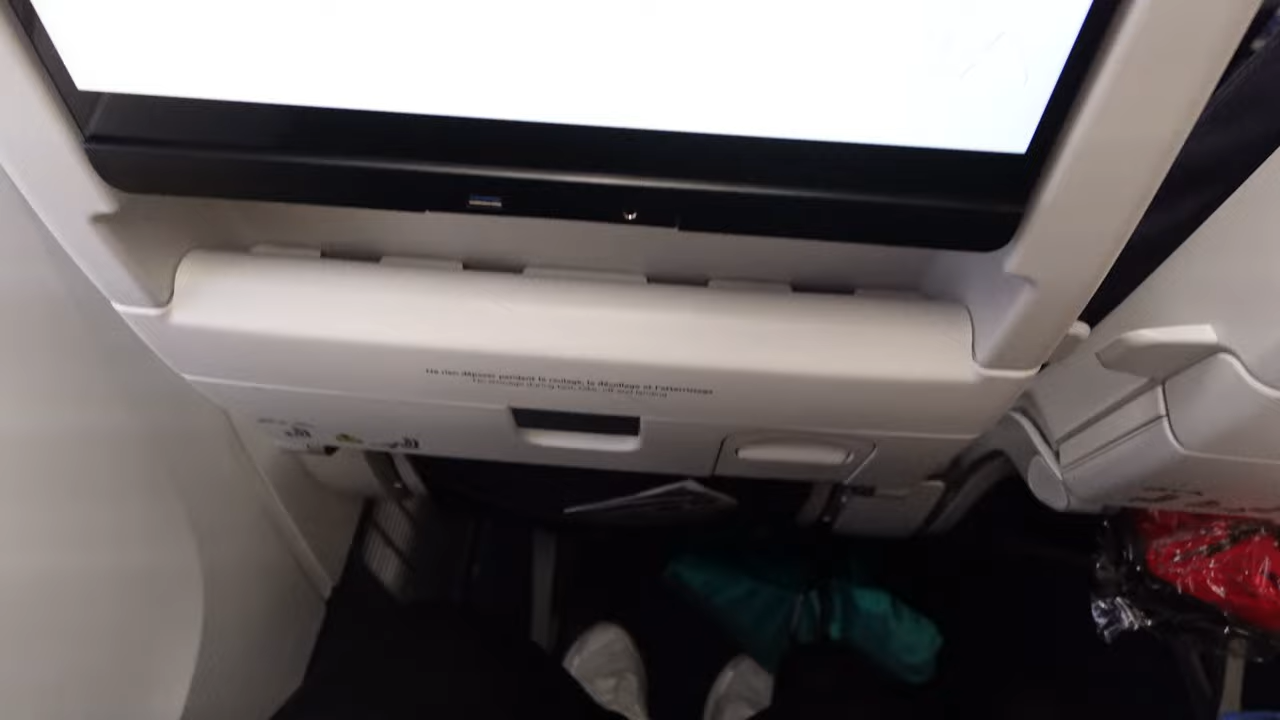 Ne rien déposer pendant le roulage, le décollage et l'atterrissage
No stowage during taxi, take-off and landing